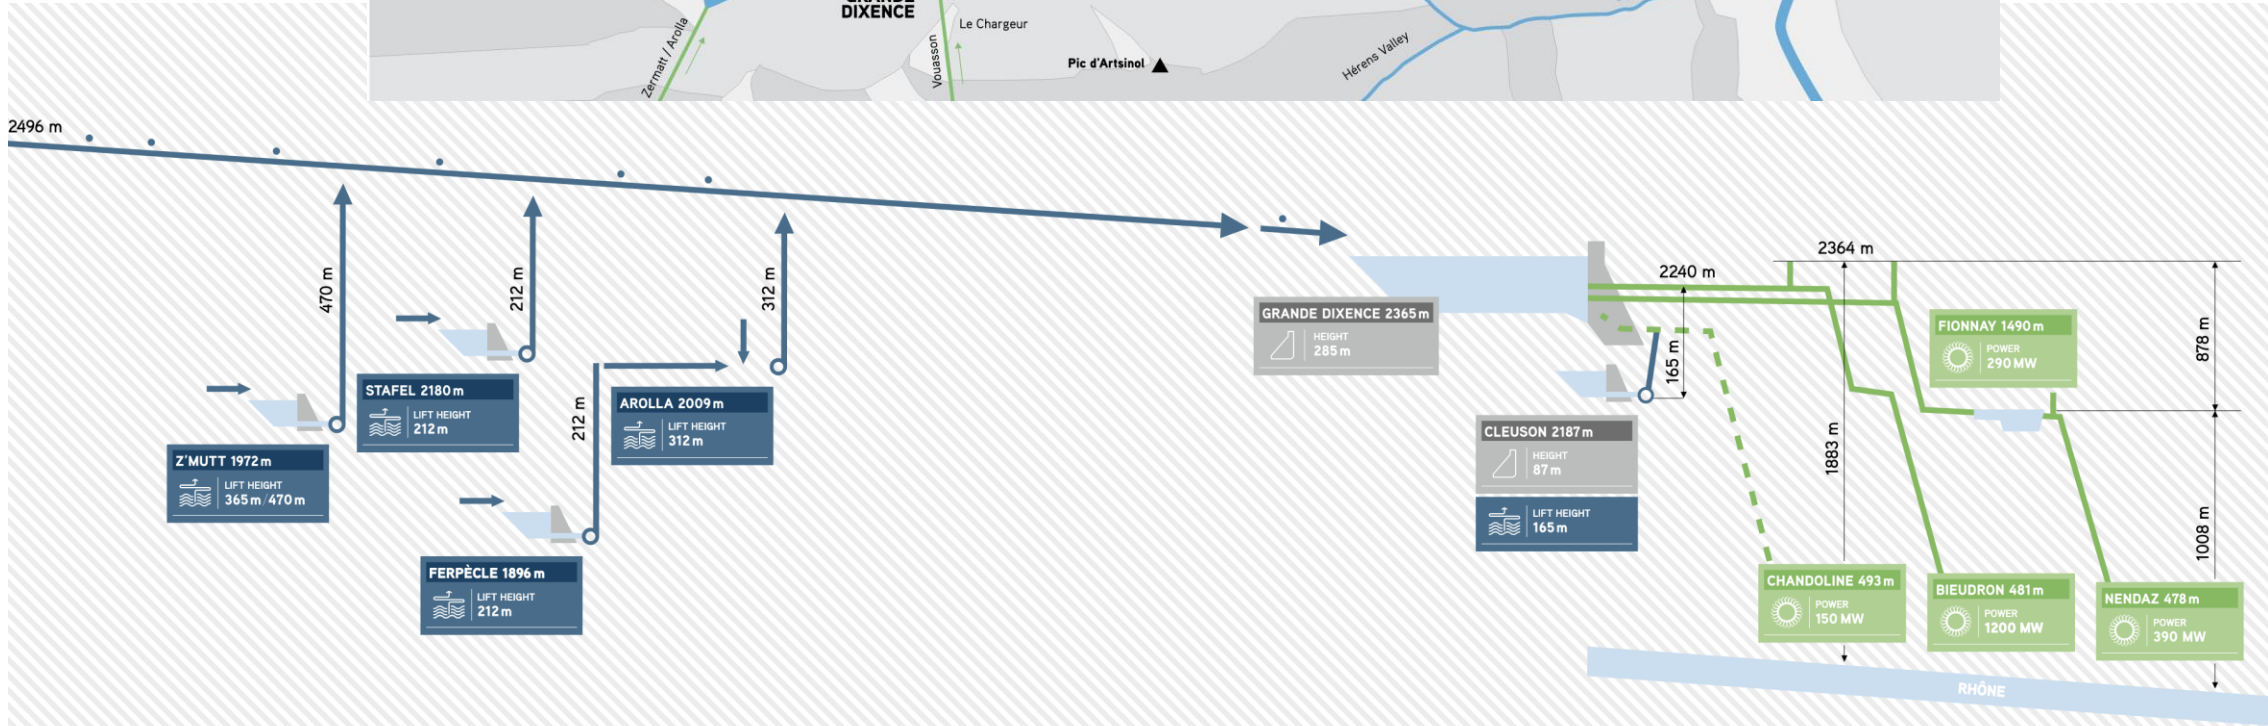 GRANDE
DIXENCE
Zermatt / Arolla
Vouasson
Le Chargeur
Pic d'Artsinol
Hérens Valley
2496 m
470 m
212 m
312 m
212 m
2240 m
2364 m
165 m
1883 m
878 m
1008 m
Z'MUTT 1972 m
LIFT HEIGHT
365 m / 470 m
STAFEL 2180 m
LIFT HEIGHT
212 m
FERPÈCLE 1896 m
LIFT HEIGHT
212 m
AROLLA 2009 m
LIFT HEIGHT
312 m
GRANDE DIXENCE 2365 m
HEIGHT
285 m
CLEUSON 2187 m
HEIGHT
87 m
LIFT HEIGHT
165 m
FIONNAY 1490 m
POWER
290 MW
CHANDOLINE 493 m
POWER
150 MW
BIEUDRON 481 m
POWER
1200 MW
NENDAZ 478 m
POWER
390 MW
RHÔNE